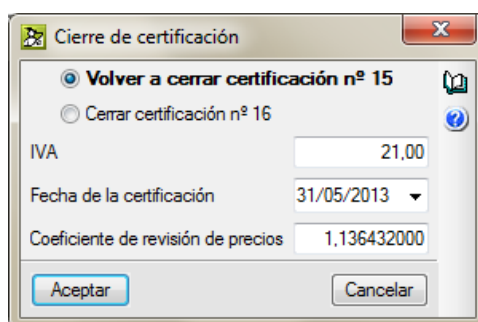 Cierre de certificación
Volver a cerrar certificación nº 15
Cerrar certificación nº 16
IVA 21,00
Fecha de la certificación 31/05/2013
Coeficiente de revisión de precios 1,136432000
Aceptar Cancelar